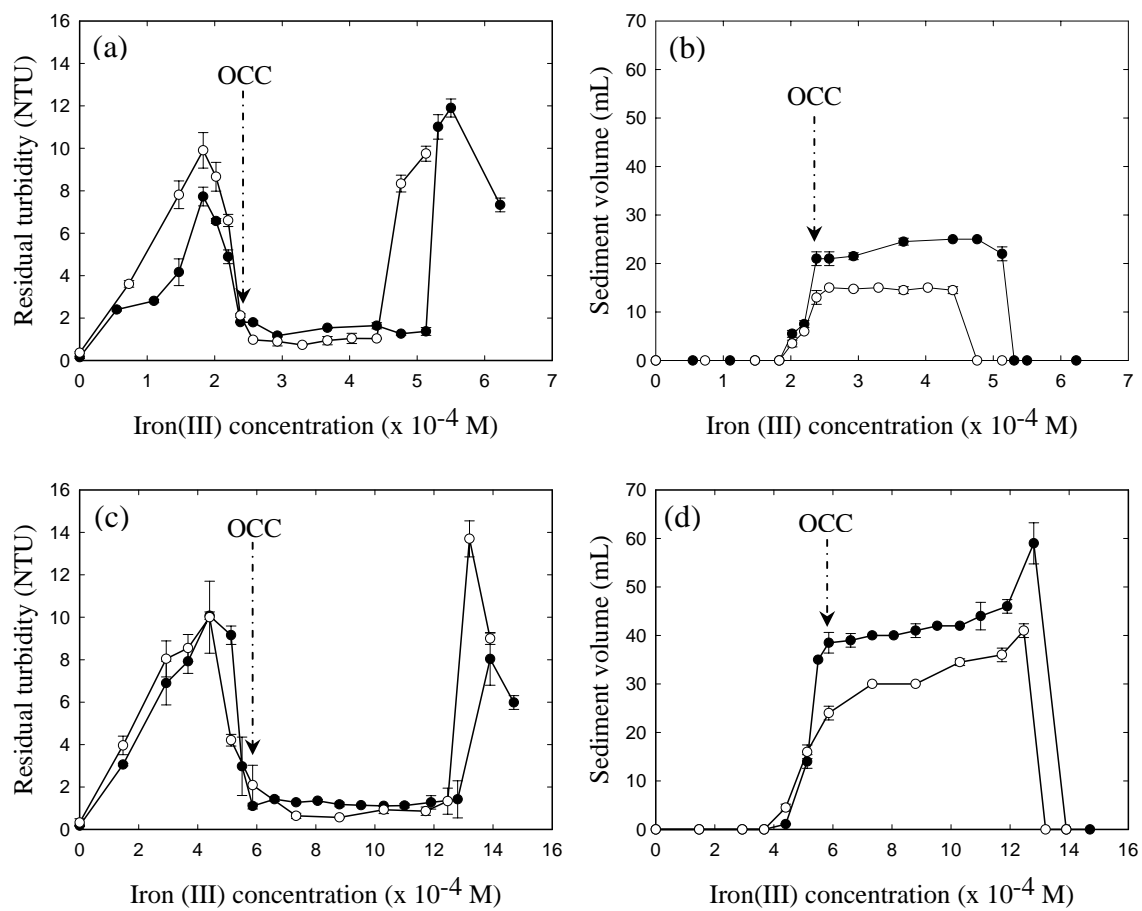 (a)
OCC
Residual turbidity (NTU)
16
14
12
10
8
6
4
2
0
0 1 2 3 4 5 6 7
Iron(III) concentration (x 10-4 M)
(b)
OCC
Sediment volume (mL)
70
60
50
40
30
20
10
0
0 1 2 3 4 5 6 7
Iron (III) concentration (x 10-4 M)
(c)
OCC
Residual turbidity (NTU)
16
14
12
10
8
6
4
2
0
0 2 4 6 8 10 12 14 16
Iron (III) concentration (x 10-4 M)
(d)
OCC
Sediment volume (mL)
70
60
50
40
30
20
10
0
0 2 4 6 8 10 12 14 16
Iron(III) concentration (x 10-4 M)